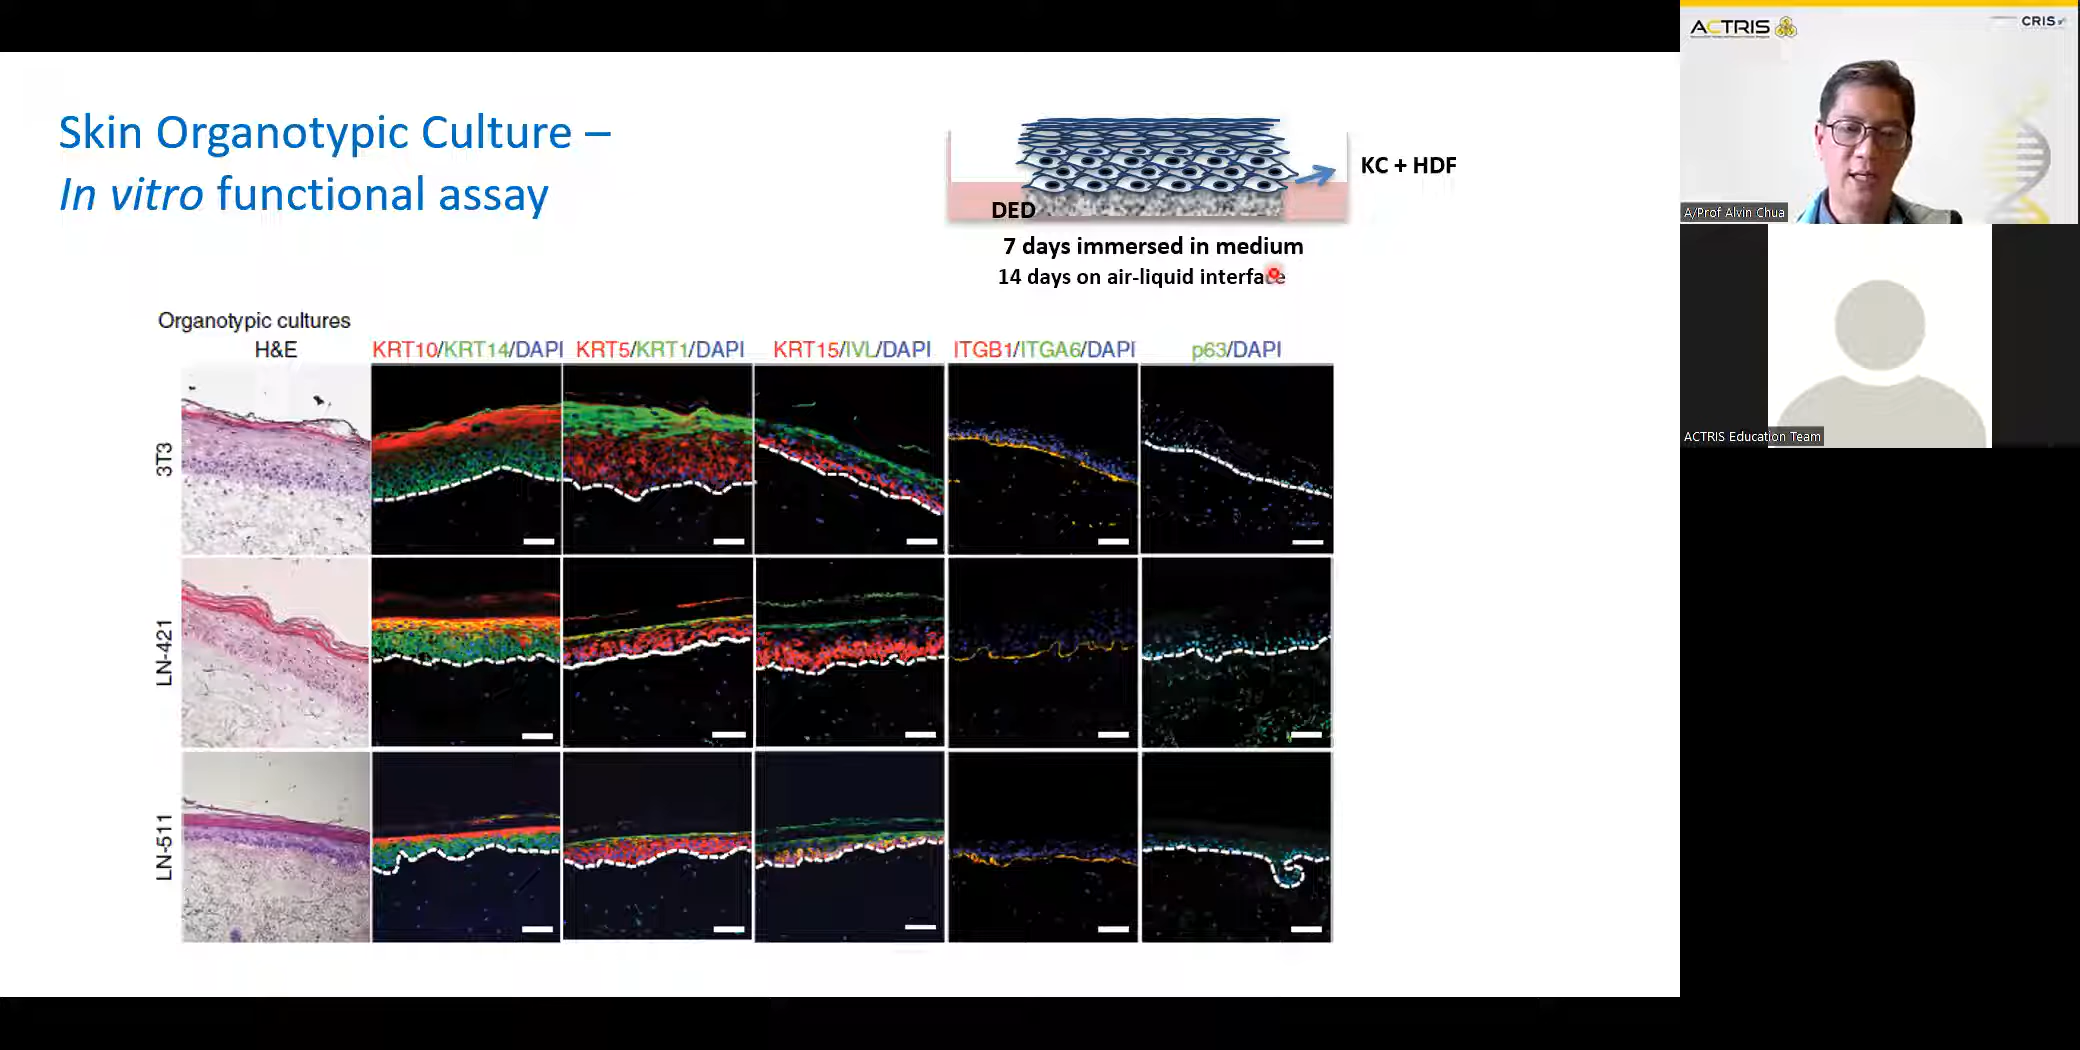 Skin Organotypic Culture –
In vitro functional assay
DED
KC + HDF
7 days immersed in medium
14 days on air-liquid interface
Organotypic cultures
H&E
KRT10/KRT14/DAPI
KRT5/KRT1/DAPI
KRT15/IVL/DAPI
ITGB1/ITGA6/DAPI
p63/DAPI
3T3
LN-421
LN-511
ACTRIS
CRIS
A/Prof Alvin Chua
ACTRIS Education Team